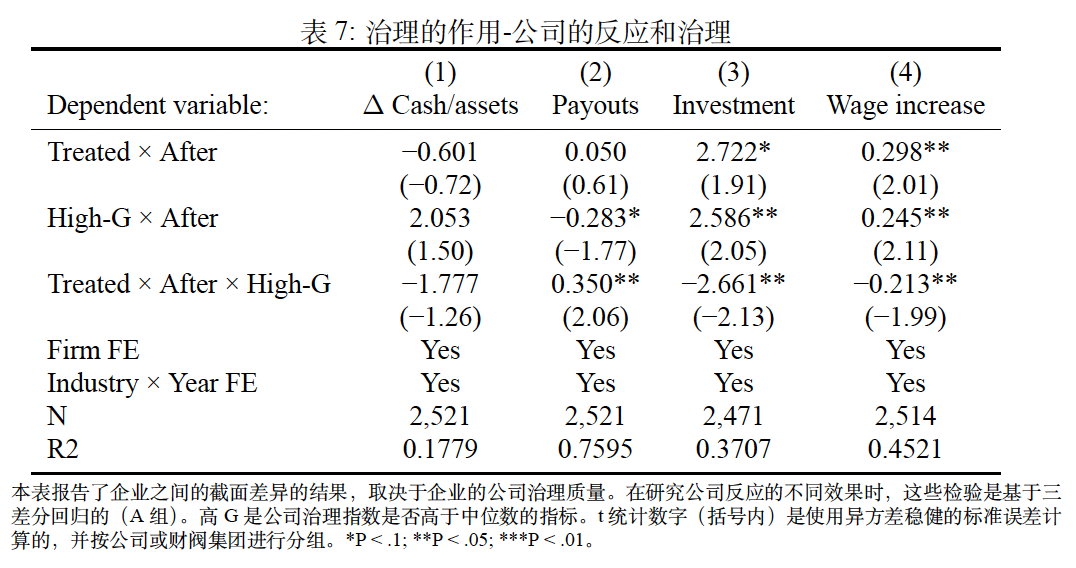 表 7: 治理的作用-公司的反应和治理
(1) (2) (3) (4)
Dependent variable: Δ Cash/assets Payouts Investment Wage increase
Treated × After −0.601 0.050 2.722* 0.298**
(−0.72) (0.61) (1.91) (2.01)
High-G × After 2.053 −0.283* 2.586** 0.245**
(1.50) (−1.77) (2.05) (2.11)
Treated × After × High-G −1.777 0.350** −2.661** −0.213**
(−1.26) (2.06) (−2.13) (−1.99)
Firm FE Yes Yes Yes Yes
Industry × Year FE Yes Yes Yes Yes
N 2,521 2,521 2,471 2,514
R2 0.1779 0.7595 0.3707 0.4521
本表报告了企业之间的截面差异的结果，取决于企业的公司治理质量。在研究公司反应的不同效果时，这些检验是基于三
差分回归的（A 组）。高 G 是公司治理指数是否高于中位数的指标。t 统计数字（括号内）是使用异方差稳健的标准误差计
算的，并按公司或财阀集团进行分组。*P < .1; **P < .05; ***P < .01。